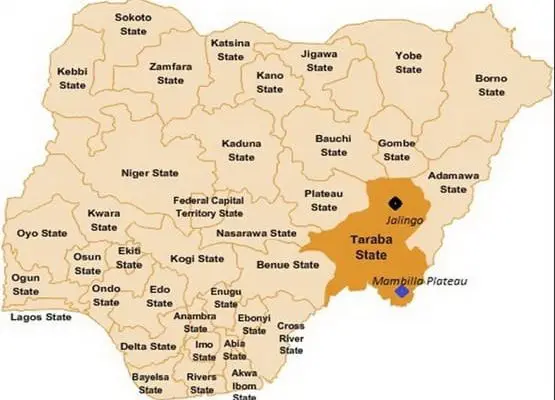 Sokoto
State
Katsina
State
Jigawa
State
Yobe
State
Kebbi
State
Zamfara
State
Kano
State
Borno
State
Kaduna
State
Bauchi
State
Gombe
State
Niger State
Adamawa
State
Plateau
State
Federal Capital
Territory State
Jalingo
Kwara
State
Oyo State
Nasarawa State
Taraba
State
Osun
State
Ekiti
State
Kogi State
Benue State
Ogun
State
Ondo
State
Edo
State
Enugu
State
Mambilla Plateau
Lagos State
Anambra
State
Ebonyi
State
Cross
River
State
Delta State
Imo
State
Abia
State
Bayelsa
State
Rivers
State
Akwa
Ibom
State